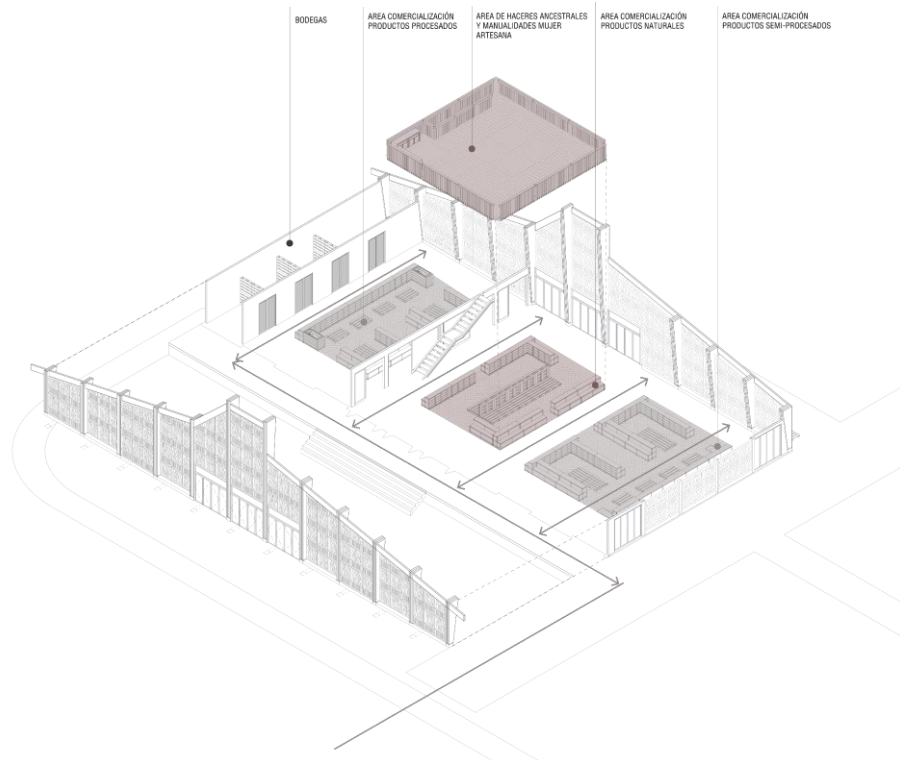 BODEGAS
AREA COMERCIALIZACIÓN
PRODUCTOS PROCESADOS
AREA DE HACERES ANCESTRALES
Y MANUALIDADES MUJER
ARTESANA
AREA COMERCIALIZACIÓN
PRODUCTOS NATURALES
AREA COMERCIALIZACIÓN
PRODUCTOS SEMI-PROCESADOS